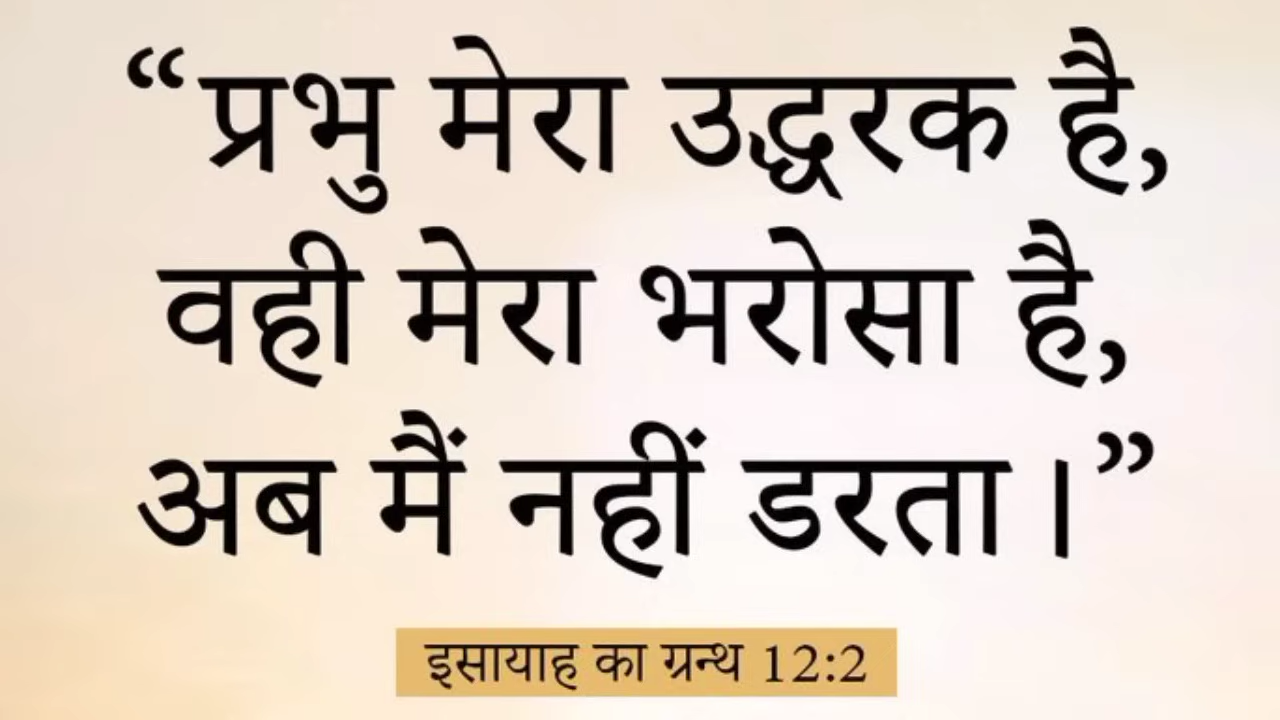 “प्रभु मेरा उद्धरक है,
वही मेरा भरोसा है,
अब मैं नहीं डरता।”
इसायाह का ग्रन्थ 12:2